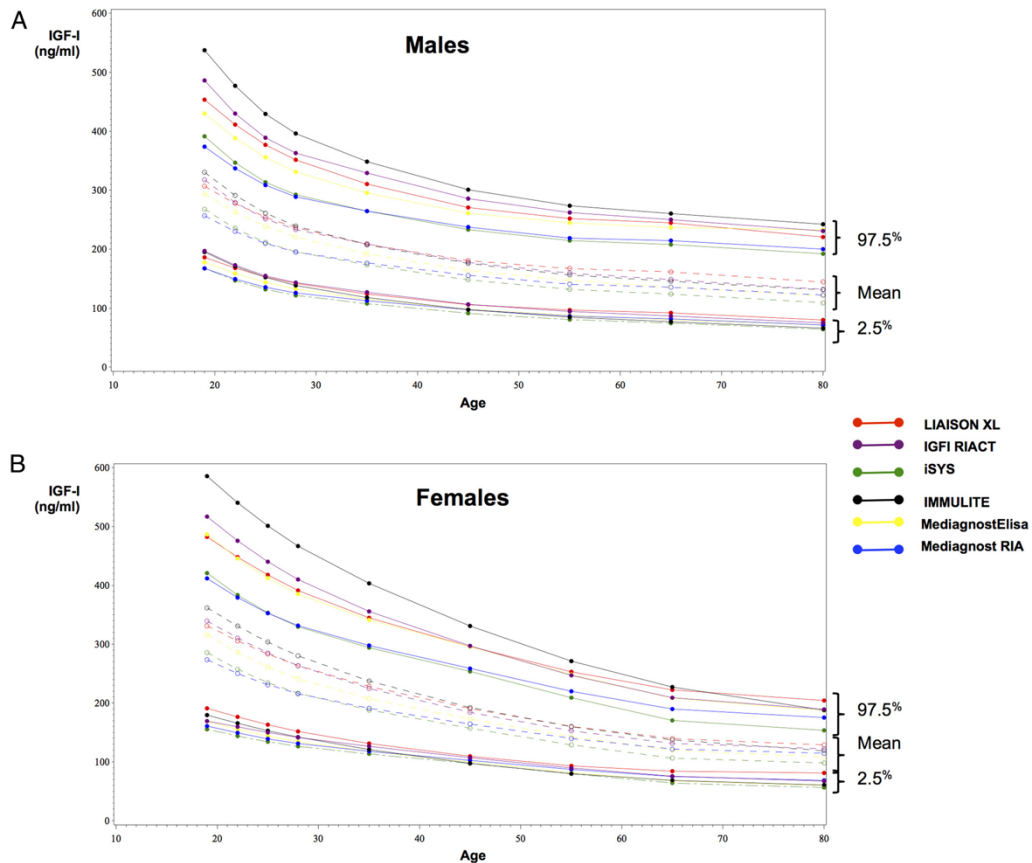 A
IGF-I
(ng/ml)
Males
600
500
400
300
200
100
0
97.5%
Mean
2.5%
10 20 30 40 50 60 70 80
Age
LIAISON XL
IGFI RIACT
iSYS
IMMULITE
MediagnostElisa
Mediagnost RIA
B
IGF-I
(ng/ml)
Females
600
500
400
300
200
100
0
97.5%
Mean
2.5%
10 20 30 40 50 60 70 80
Age